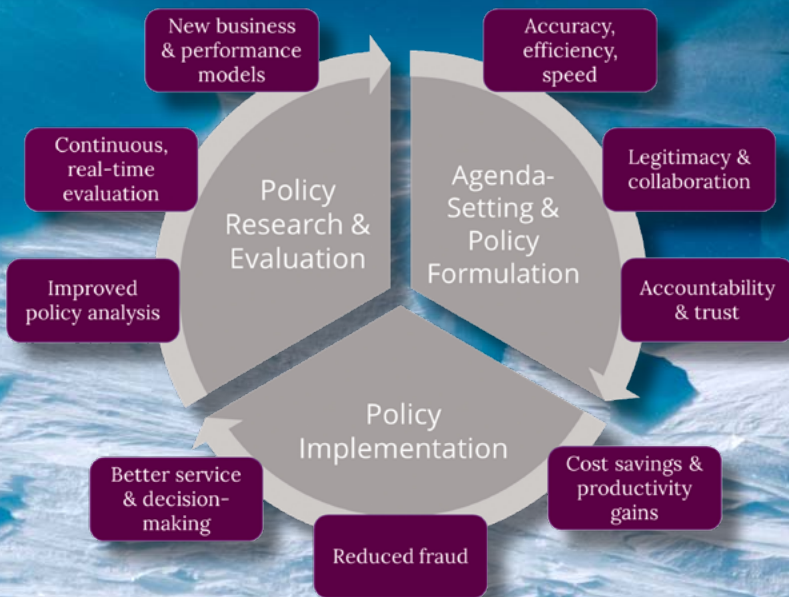 New business
& performance
models
Accuracy,
efficiency,
speed
Continuous,
real-time
evaluation
Legitimacy &
collaboration
Policy
Research &
Evaluation
Agenda-
Setting &
Policy
Formulation
Improved
policy analysis
Accountability
& trust
Policy
Implementation
Better service
& decision-
making
Cost savings &
productivity
gains
Reduced fraud